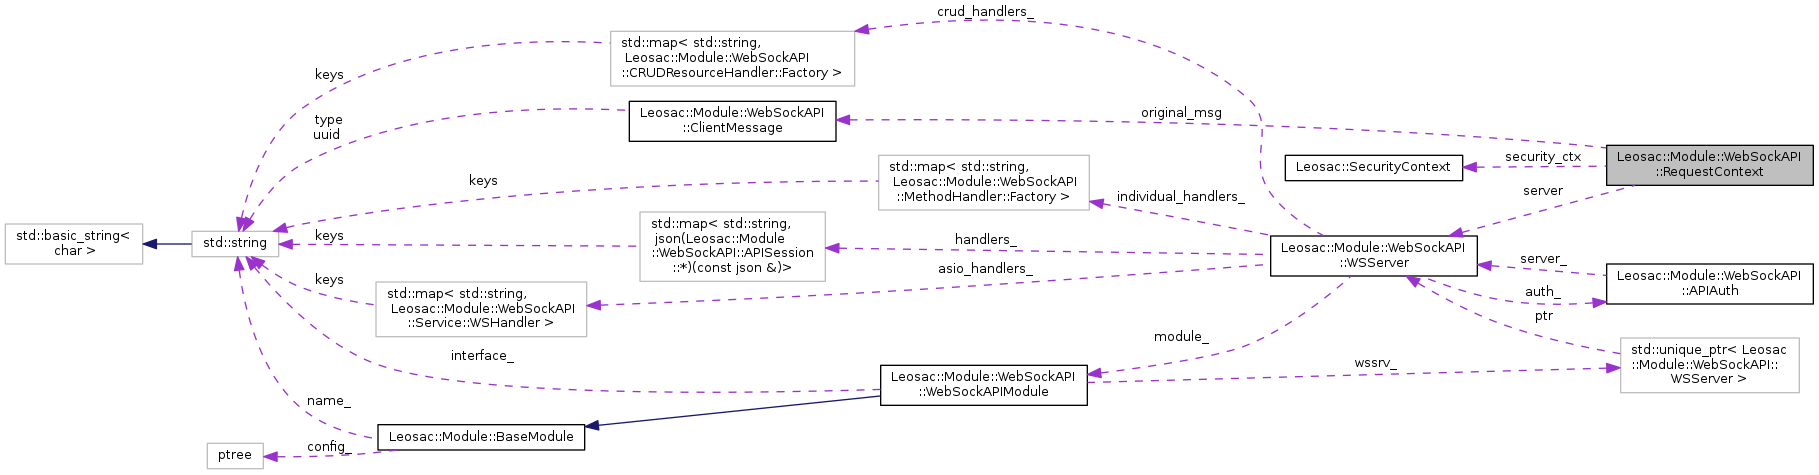 crud_handlers_
std::map< std::string,
Leosac::Module::WebSockAPI
::CRUDResourceHandler::Factory >
keys
Leosac::Module::WebSockAPI
::ClientMessage
original_msg
type
uuid
Leosac::SecurityContext
security_ctx
Leosac::Module::WebSockAPI
::RequestContext
server
std::map< std::string,
Leosac::Module::WebSockAPI
::MethodHandler::Factory >
keys
individual_handlers_
std::basic_string<
char >
std::string
keys
std::map< std::string,
json(Leosac::Module
::WebSockAPI::APISession
::*)(const json &)>
handlers_
Leosac::Module::WebSockAPI
::WSServer
server_
Leosac::Module::WebSockAPI
::APIAuth
auth_
asio_handlers_
keys
std::map< std::string,
Leosac::Module::WebSockAPI
::Service::WSHandler >
ptr
module_
interface_
Leosac::Module::WebSockAPI
::WebSockAPIModule
wssrv_
std::unique_ptr< Leosac
::Module::WebSockAPI::
WSServer >
name_
Leosac::Module::BaseModule
config_
ptree